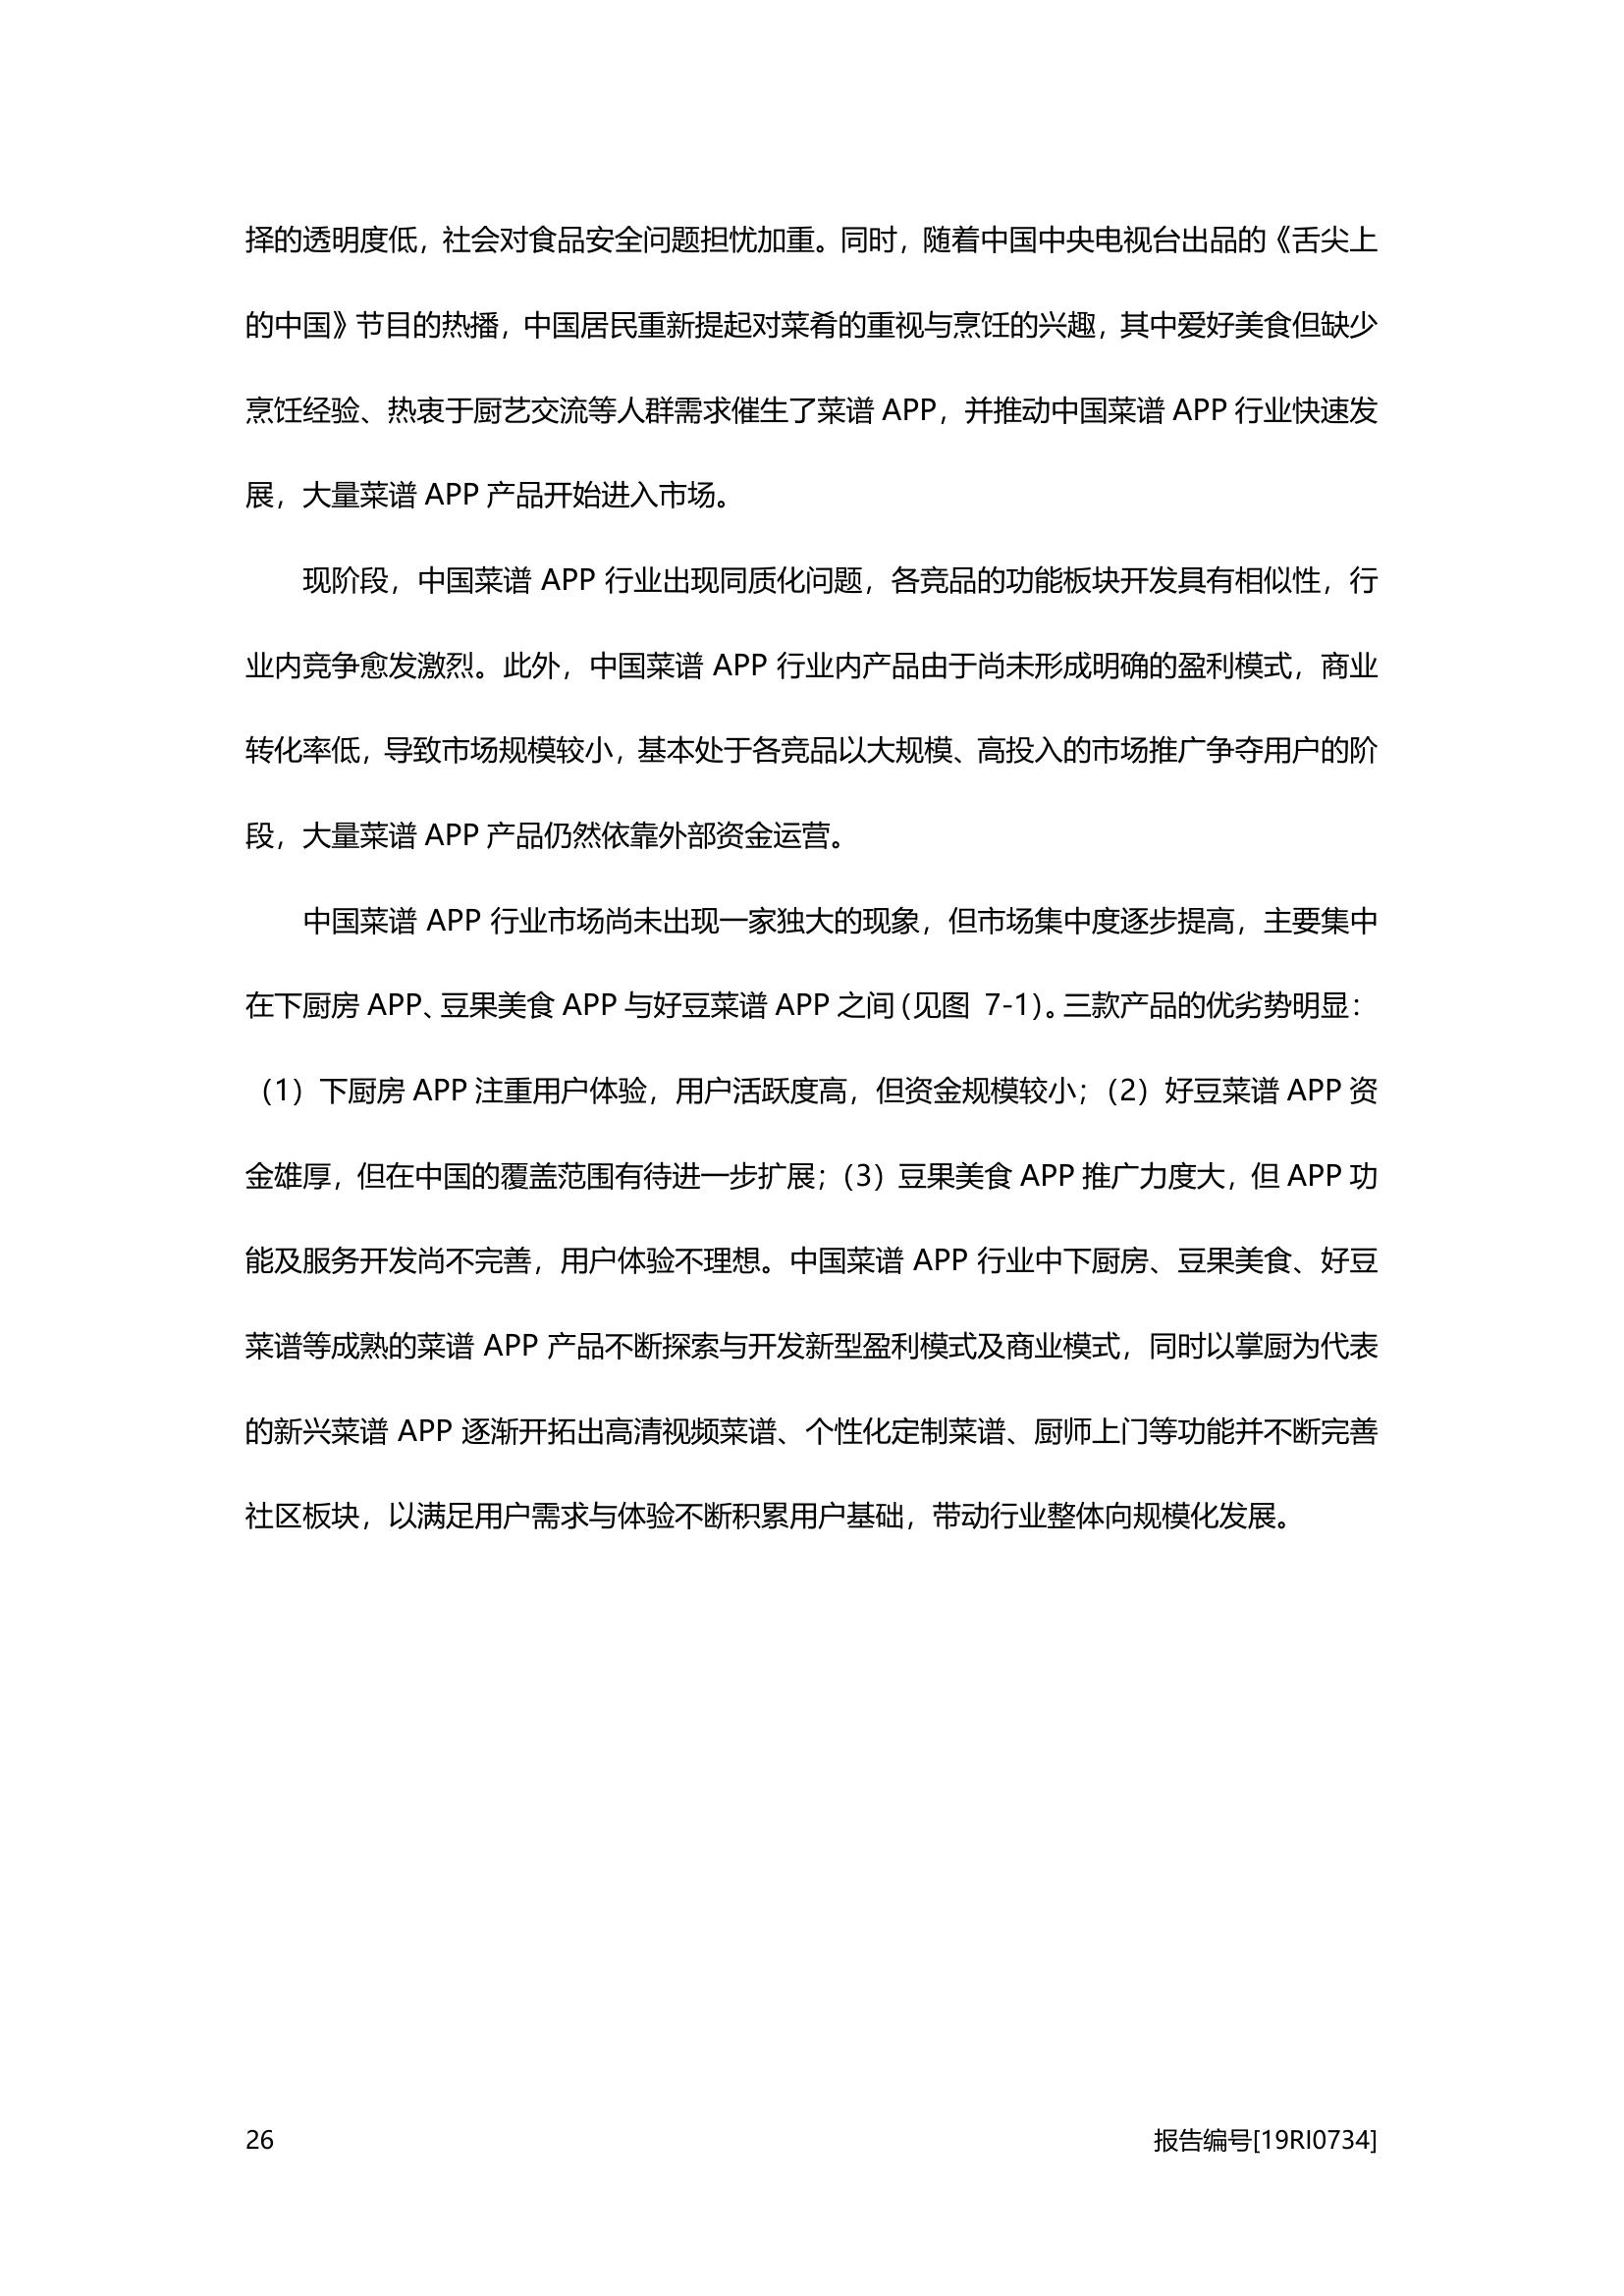 择的透明度低，社会对食品安全问题担忧加重。同时，随着中国中央电视台出品的《舌尖上
的中国》节目的热播，中国居民重新提起对菜肴的重视与烹饪的兴趣，其中爱好美食但缺少
烹饪经验、热衷于厨艺交流等人群需求催生了菜谱 APP，并推动中国菜谱 APP 行业快速发
展，大量菜谱 APP 产品开始进入市场。
现阶段，中国菜谱 APP 行业出现同质化问题，各竞品的功能板块开发具有相似性，行
业内竞争愈发激烈。此外，中国菜谱 APP 行业内产品由于尚未形成明确的盈利模式，商业
转化率低，导致市场规模较小，基本处于各竞品以大规模、高投入的市场推广争夺用户的阶
段，大量菜谱 APP 产品仍然依靠外部资金运营。
中国菜谱 APP 行业市场尚未出现一家独大的现象，但市场集中度逐步提高，主要集中
在下厨房 APP、豆果美食 APP 与好豆菜谱 APP 之间（见图 7-1）。三款产品的优劣势明显：
（1）下厨房 APP 注重用户体验，用户活跃度高，但资金规模较小；（2）好豆菜谱 APP 资
金雄厚，但在中国的覆盖范围有待进一步扩展；（3）豆果美食 APP 推广力度大，但 APP 功
能及服务开发尚不完善，用户体验不理想。中国菜谱 APP 行业中下厨房、豆果美食、好豆
菜谱等成熟的菜谱 APP 产品不断探索与开发新型盈利模式及商业模式，同时以掌厨为代表
的新兴菜谱 APP 逐渐开拓出高清视频菜谱、个性化定制菜谱、厨师上门等功能并不断完善
社区板块，以满足用户需求与体验不断积累用户基础，带动行业整体向规模化发展。
26 报告编号[19RI0734]